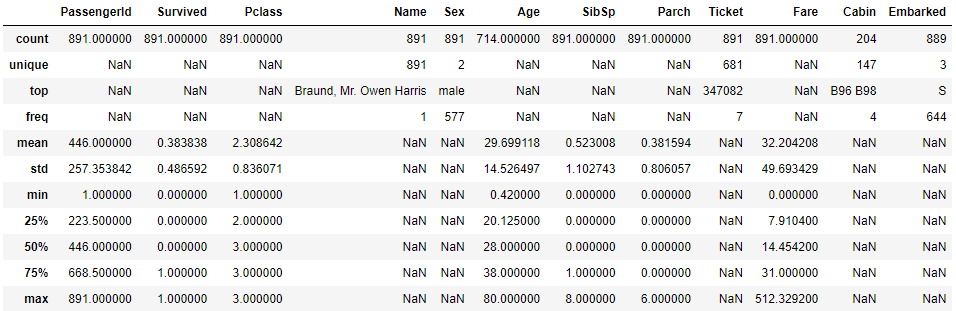 PassengerId Survived Pclass Name Sex Age SibSp Parch Ticket Fare Cabin Embarked
count 891.000000 891.000000 891.000000 891 891 714.000000 891.000000 891.000000 891 891.000000 204 889
unique NaN NaN NaN 891 2 NaN NaN NaN 681 NaN 147 3
top NaN NaN NaN Braund, Mr. Owen Harris male NaN NaN NaN 347082 NaN B96 B98 S
freq NaN NaN NaN 1 577 NaN NaN NaN 7 NaN 4 644
mean 446.000000 0.383838 2.308642 NaN NaN 29.699118 0.523008 0.381594 NaN 32.204208 NaN NaN
std 257.353842 0.486592 0.836071 NaN NaN 14.526497 1.102743 0.806057 NaN 49.693429 NaN NaN
min 1.000000 0.000000 1.000000 NaN NaN 0.420000 0.000000 0.000000 NaN 0.000000 NaN NaN
25% 223.500000 0.000000 2.000000 NaN NaN 20.125000 0.000000 0.000000 NaN 7.910400 NaN NaN
50% 446.000000 0.000000 3.000000 NaN NaN 28.000000 0.000000 0.000000 NaN 14.454200 NaN NaN
75% 668.500000 1.000000 3.000000 NaN NaN 38.000000 1.000000 0.000000 NaN 31.000000 NaN NaN
max 891.000000 1.000000 3.000000 NaN NaN 80.000000 8.000000 6.000000 NaN 512.329200 NaN NaN